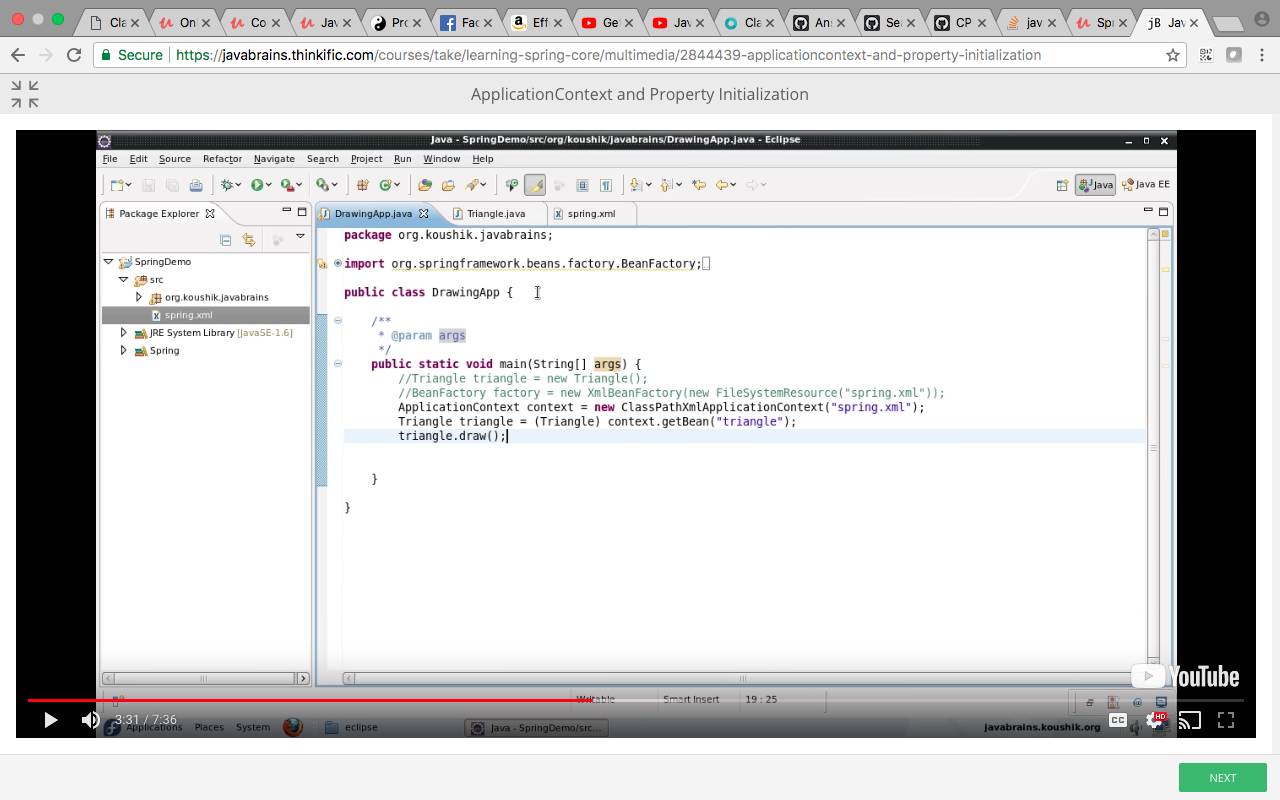 Cla
On
Co
Jav
Pro
Fac
Eff
Ge
Jav
Cla
Ans
Sea
CP
jav
Spr
jB Jav
Secure https://javabrains.thinkific.com/courses/take/learning-spring-core/multimedia/2844439-applicationcontext-and-property-initialization
ApplicationContext and Property Initialization
Java - SpringDemo/src/org/koushik/javabrains/DrawingApp.java - Eclipse
File Edit Source Refactor Navigate Search Project Run Window Help
Java Java EE
Package Explorer
DrawingApp.java Triangle.java spring.xml
SpringDemo
src
org.koushik.javabrains
spring.xml
JRE System Library [JavaSE-1.6]
Spring
package org.koushik.javabrains;
import org.springframework.beans.factory.BeanFactory;
public class DrawingApp {
/**
* @param args
*/
public static void main(String[] args) {
//Triangle triangle = new Triangle();
//BeanFactory factory = new XmlBeanFactory(new FileSystemResource("spring.xml"));
ApplicationContext context = new ClassPathXmlApplicationContext("spring.xml");
Triangle triangle = (Triangle) context.getBean("triangle");
triangle.draw();
}
}
YouTube
Writable Smart Insert 19 : 25
3:31 / 7:36
CC HD
Applications Places System eclipse Java - SpringDemo/src... javabrains.koushik.org
NEXT